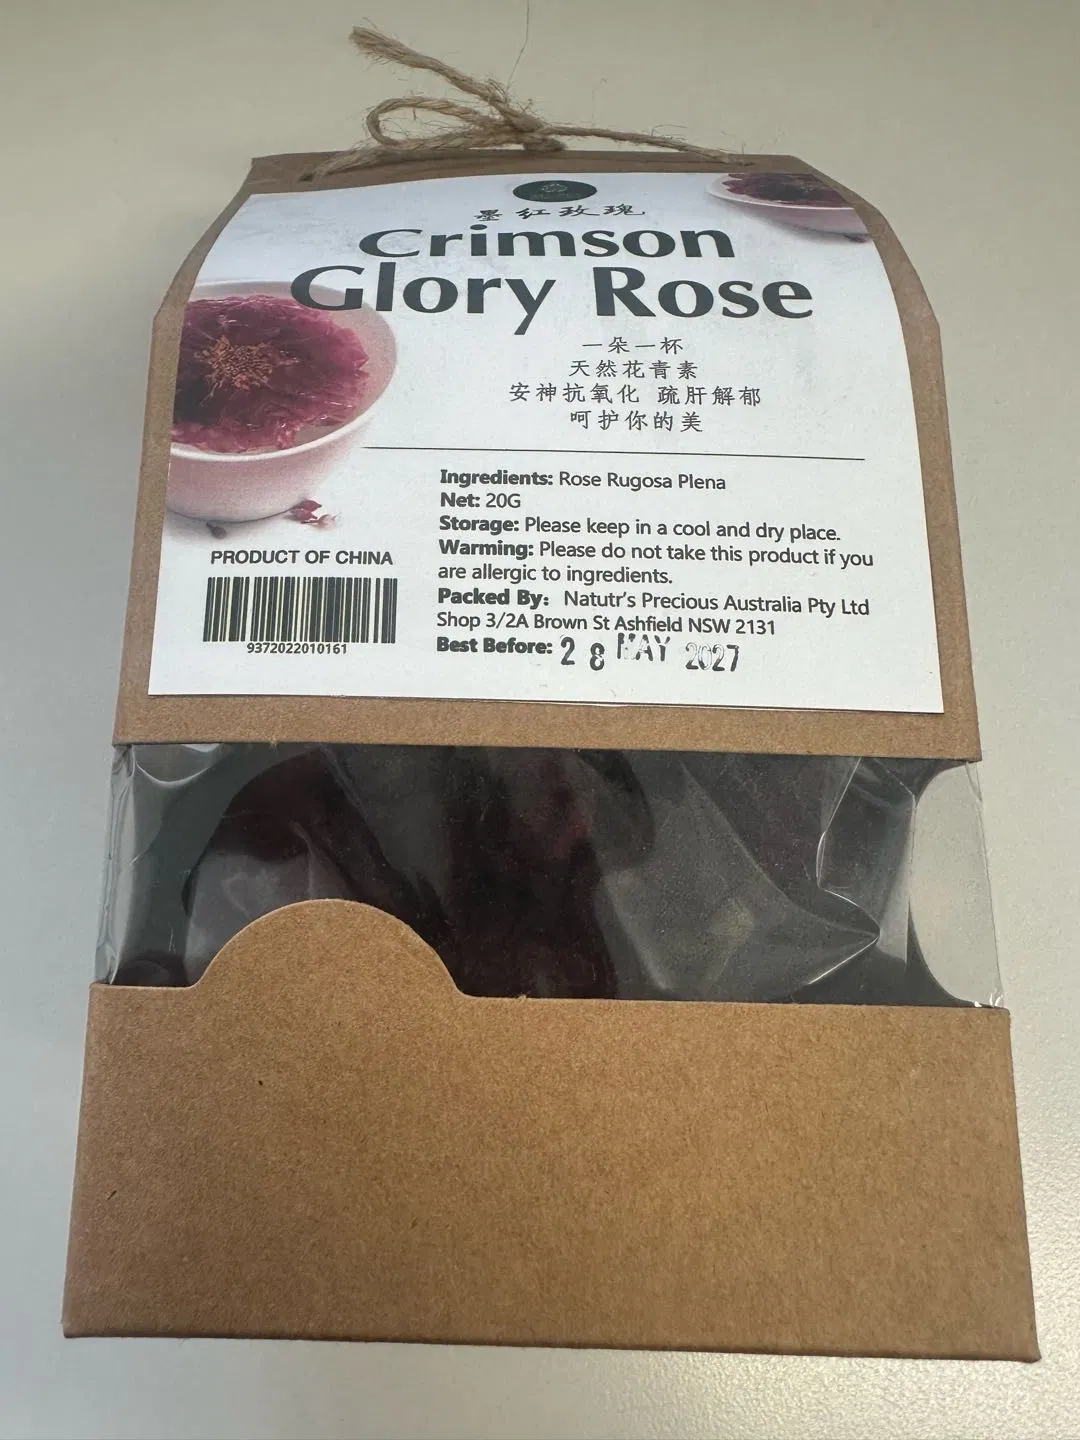 墨红玫瑰
Crimson
Glory Rose
一朵一杯
天然花青素
安神抗氧化 疏肝解郁
呵护你的美
Ingredients: Rose Rugosa Plena
Net: 20G
Storage: Please keep in a cool and dry place.
Warming: Please do not take this product if you
are allergic to ingredients.
Packed By: Natutr's Precious Australia Pty Ltd
Shop 3/2A Brown St Ashfield NSW 2131
Best Before: 28 MAY 2027
PRODUCT OF CHINA
9372022010161